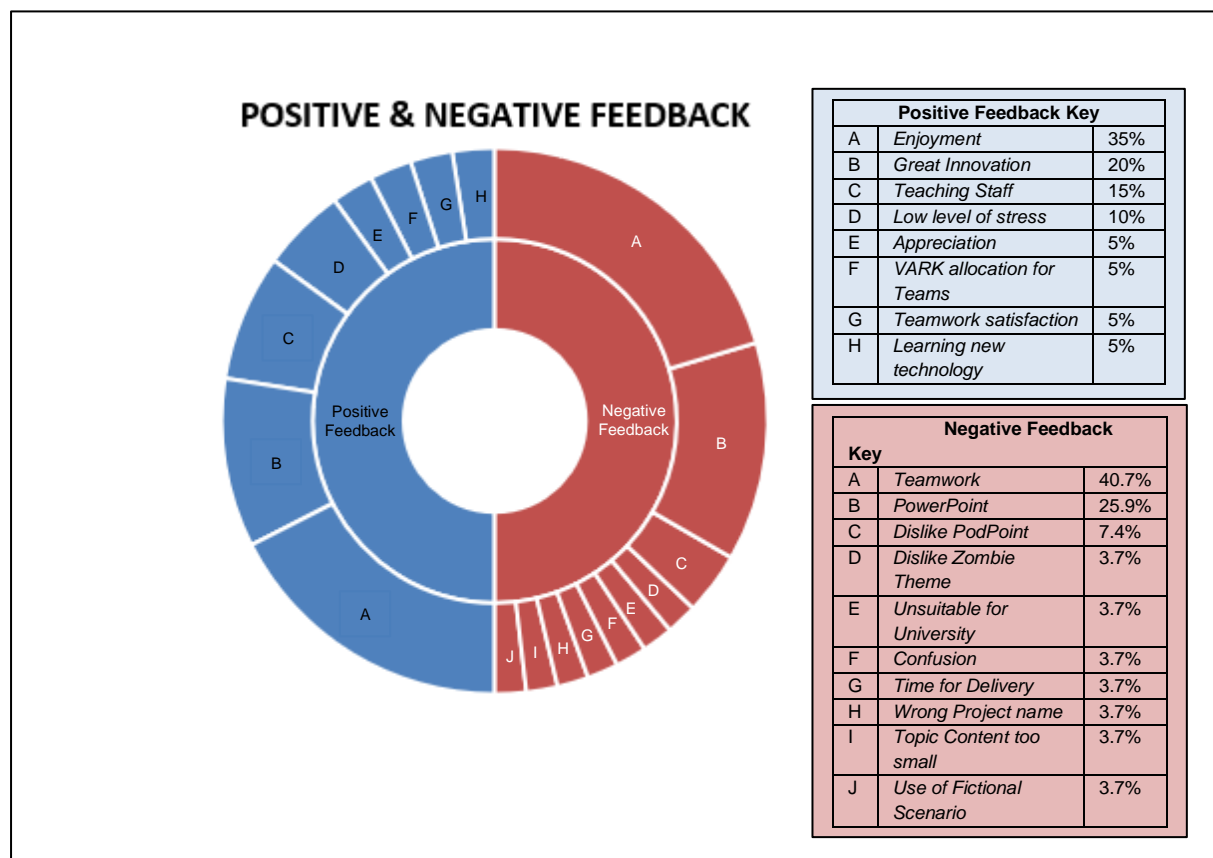 POSITIVE & NEGATIVE FEEDBACK
A
B
C
D
E
F
G
H
Positive
Feedback
Negative
Feedback
A
B
C
D
E
F
G
H
I
J
Positive Feedback Key
A Enjoyment 35%
B Great Innovation 20%
C Teaching Staff 15%
D Low level of stress 10%
E Appreciation 5%
F VARK allocation for 5%
Teams
G Teamwork satisfaction 5%
H Learning new 5%
technology
Negative Feedback
Key
A Teamwork 40.7%
B PowerPoint 25.9%
C Dislike PodPoint 7.4%
D Dislike Zombie 3.7%
Theme
E Unsuitable for 3.7%
University
F Confusion 3.7%
G Time for Delivery 3.7%
H Wrong Project name 3.7%
I Topic Content too 3.7%
small
J Use of Fictional 3.7%
Scenario